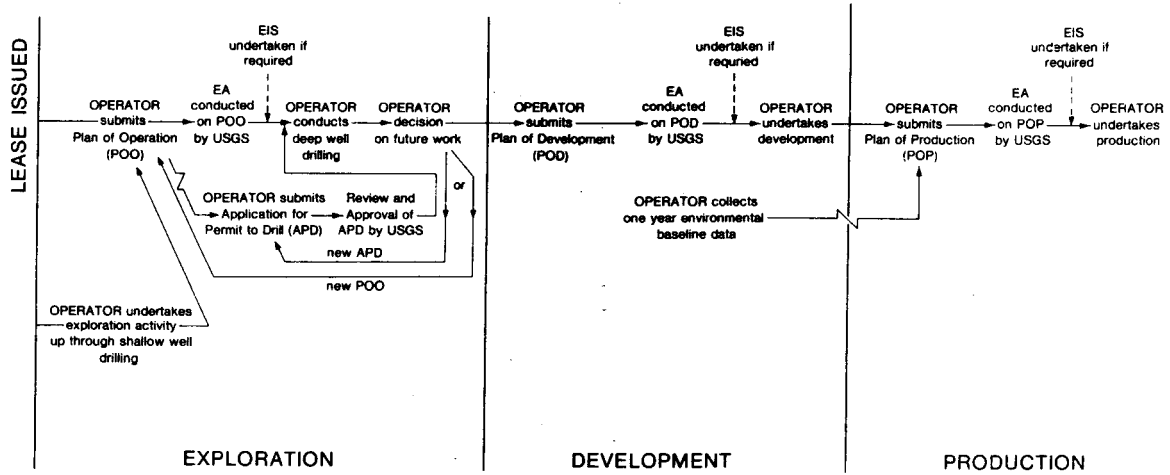 LEASE ISSUED
EIS
undertaken if
required
OPERATOR
submits
Plan of Operation
(POO)
EA
conducted
on POO
by USGS
OPERATOR
conducts
deep well
drilling
OPERATOR
decision
on future work
or
OPERATOR submits
Application for
Permit to Drill (APD)
Review and
Approval of
APD by USGS
new APD
new POO
OPERATOR undertakes
exploration activity
up through shallow well
drilling
EXPLORATION
EIS
undertaken if
requried
OPERATOR
submits
Plan of Development
(POD)
EA
conducted
on POD
by USGS
OPERATOR
undertakes
development
OPERATOR collects
one year environmental
baseline data
DEVELOPMENT
EIS
undertaken if
required
OPERATOR
submits
Plan of Production
(POP)
EA
conducted
on POP
by USGS
OPERATOR
undertakes
production
PRODUCTION